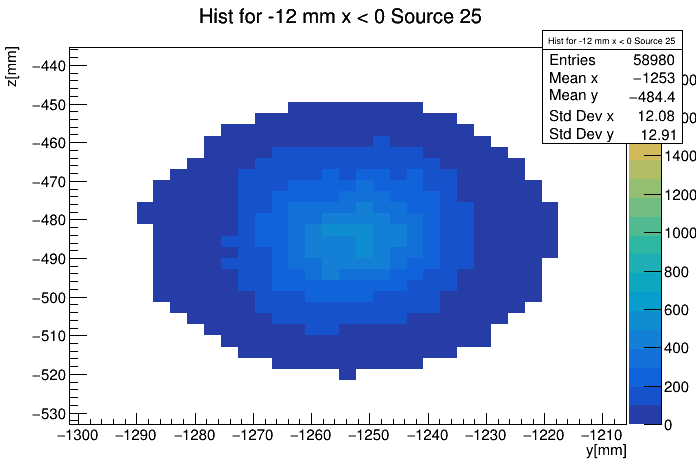 Hist for -12 mm x < 0 Source 25
Hist for -12 mm x < 0 Source 25
Entries 58980
Mean x −1253
Mean y −484.4
Std Dev x 12.08
Std Dev y 12.91
z[mm]
−440
−450
−460
−470
−480
−490
−500
−510
−520
−530
−1300 −1290 −1280 −1270 −1260 −1250 −1240 −1230 −1220 −1210
y[mm]
1400
1200
1000
800
600
400
200
0